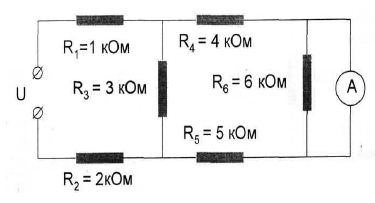 R₁=1 кОм
R₄ = 4 кОм
U
R₃ = 3 кОм
R₆ = 6 кОм
A
R₅ = 5 кОм
R₂ = 2кОм